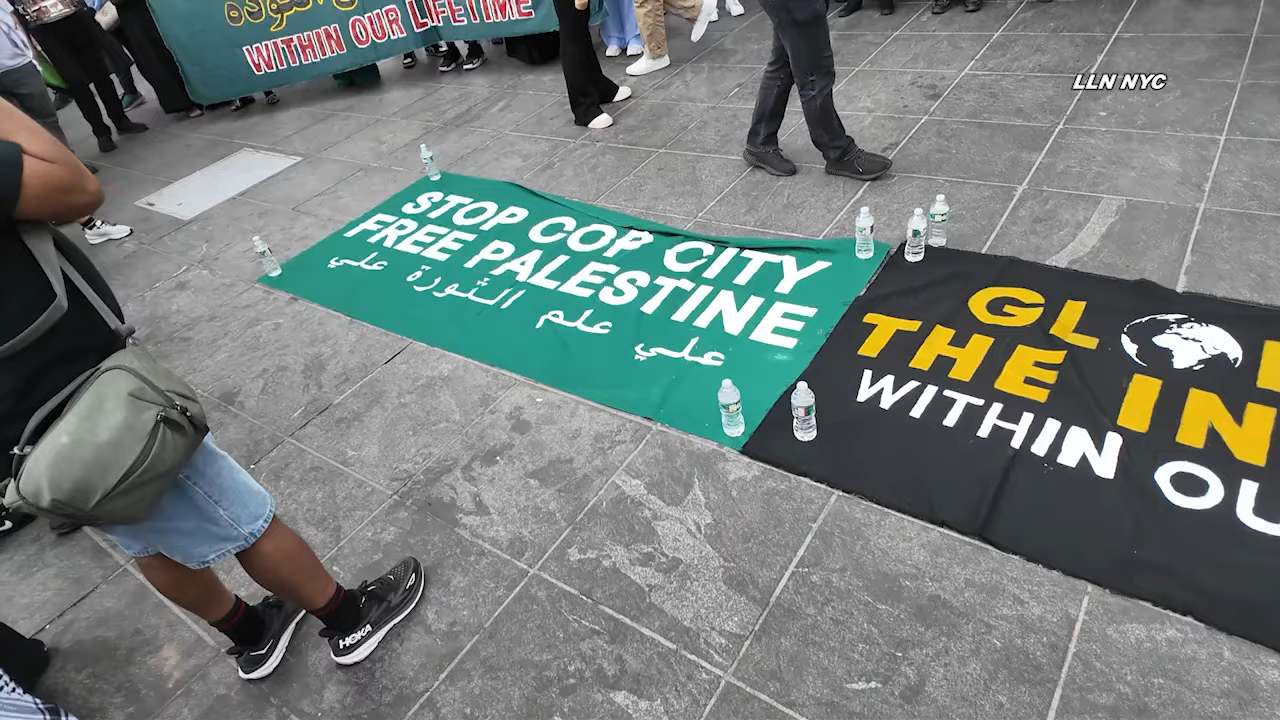 WITHIN OUR LIFETIME
LLN NYC
STOP COP CITY
FREE PALESTINE
علي علم الثورة علي
GL
THE IN
WITHIN OU
HOKA